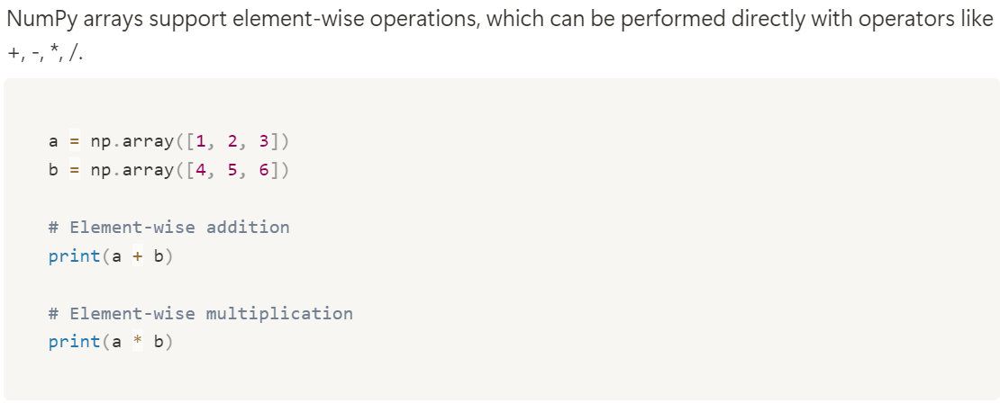 NumPy arrays support element-wise operations, which can be performed directly with operators like
+, -, *, /.
a = np.array([1, 2, 3])
b = np.array([4, 5, 6])
# Element-wise addition
print(a + b)
# Element-wise multiplication
print(a * b)